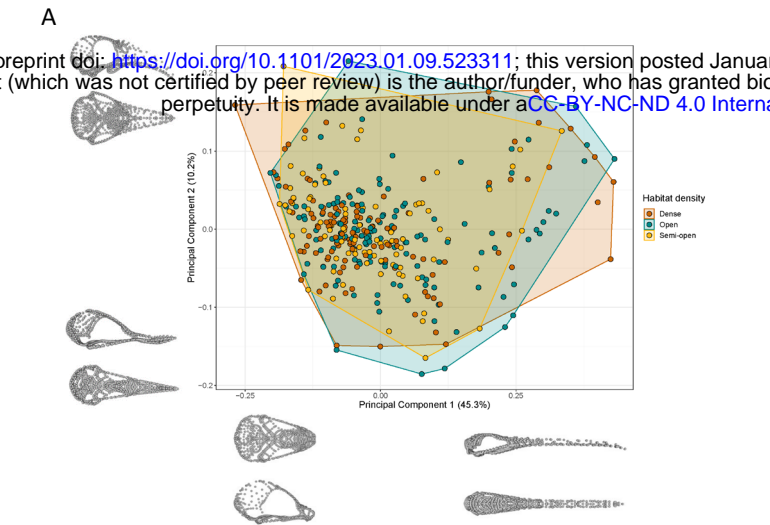 A
preprint doi: https://doi.org/10.1101/2023.01.09.523311; this version posted Januar
t (which was not certified by peer review) is the author/funder, who has granted bio
perpetuity. It is made available under aCC-BY-NC-ND 4.0 Interna
0.2
0.1
0.0
−0.1
−0.2
Principal Component 2 (10.2%)
−0.25
0.00
0.25
Principal Component 1 (45.3%)
Habitat density
Dense
Open
Semi-open